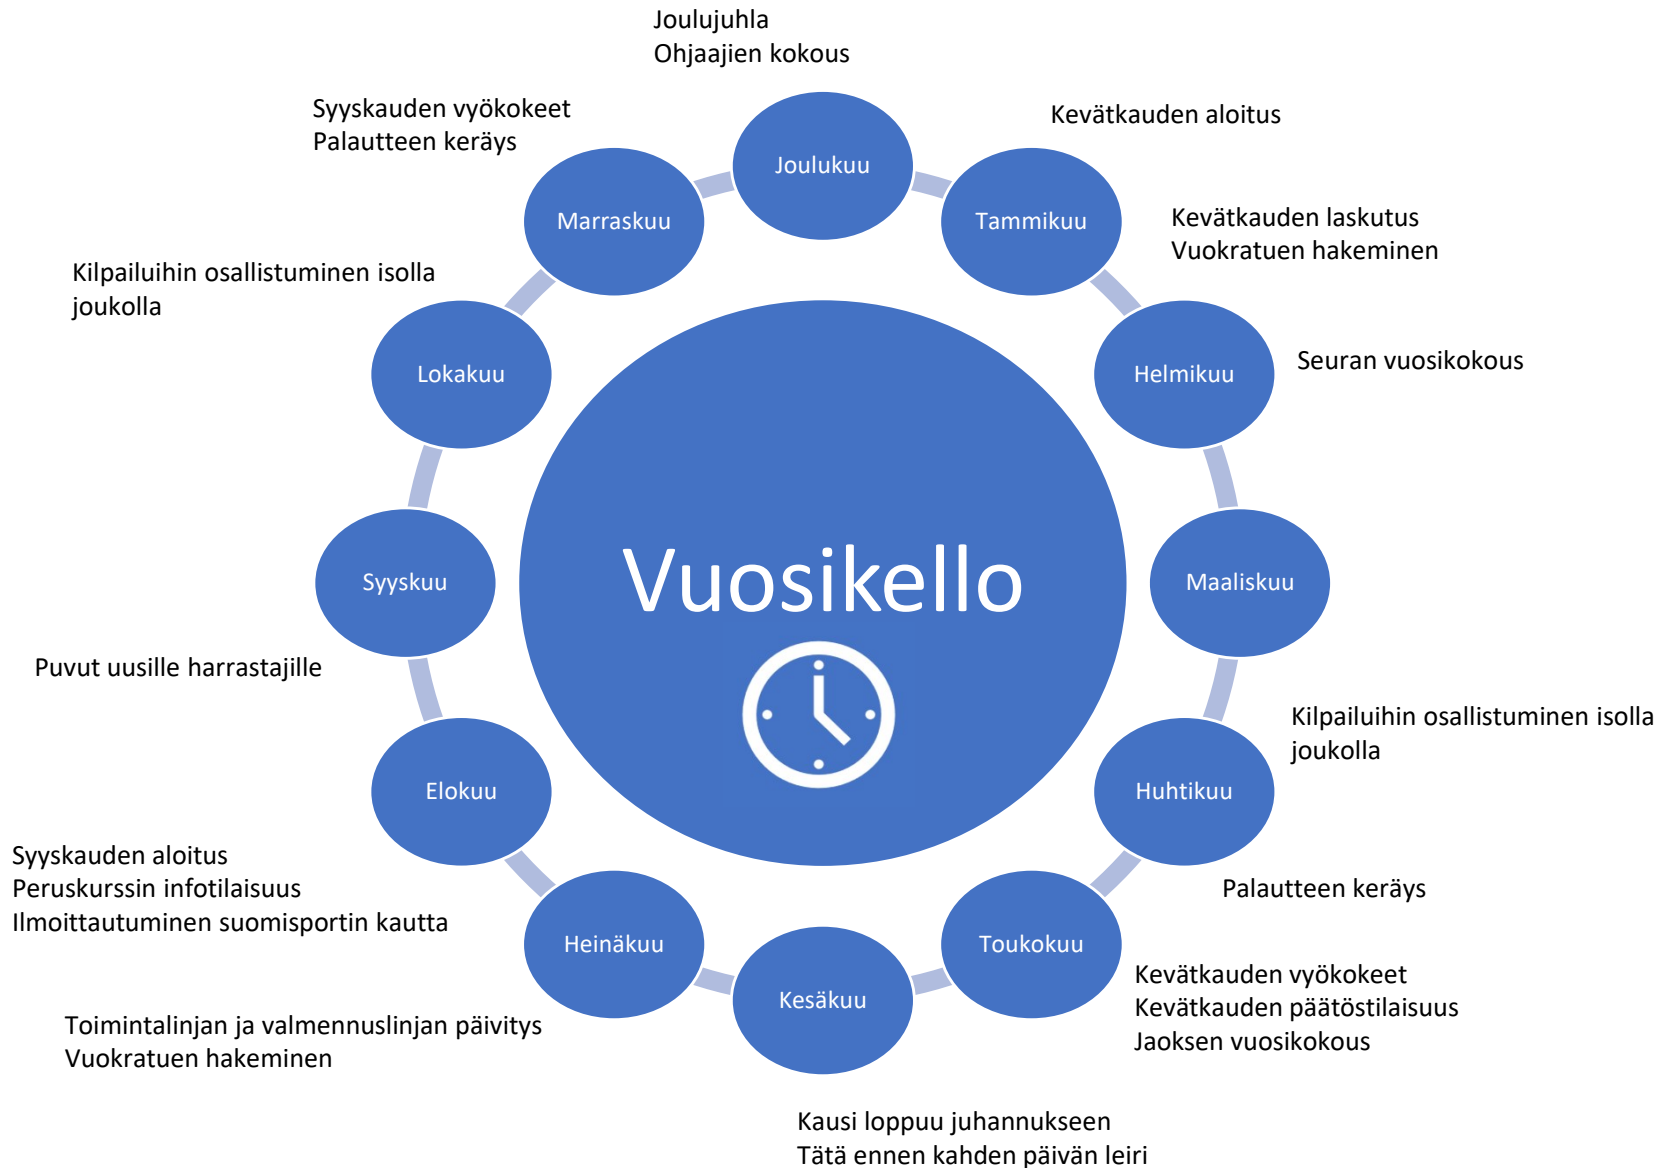 Joulujuhla
Ohjaajien kokous
Joulukuu
Kevätkauden aloitus
Tammikuu
Kevätkauden laskutus
Vuokratuen hakeminen
Helmikuu
Seuran vuosikokous
Maaliskuu
Kilpailuihin osallistuminen isolla
joukolla
Huhtikuu
Palautteen keräys
Toukokuu
Kevätkauden vyökokeet
Kevätkauden päätöstilaisuus
Jaoksen vuosikokous
Kesäkuu
Kausi loppuu juhannukseen
Tätä ennen kahden päivän leiri
Heinäkuu
Toimintalinjan ja valmennuslinjan päivitys
Vuokratuen hakeminen
Elokuu
Syyskauden aloitus
Peruskurssin infotilaisuus
Ilmoittautuminen suomisportin kautta
Syyskuu
Puvut uusille harrastajille
Lokakuu
Kilpailuihin osallistuminen isolla
joukolla
Marraskuu
Syyskauden vyökokeet
Palautteen keräys
Vuosikello